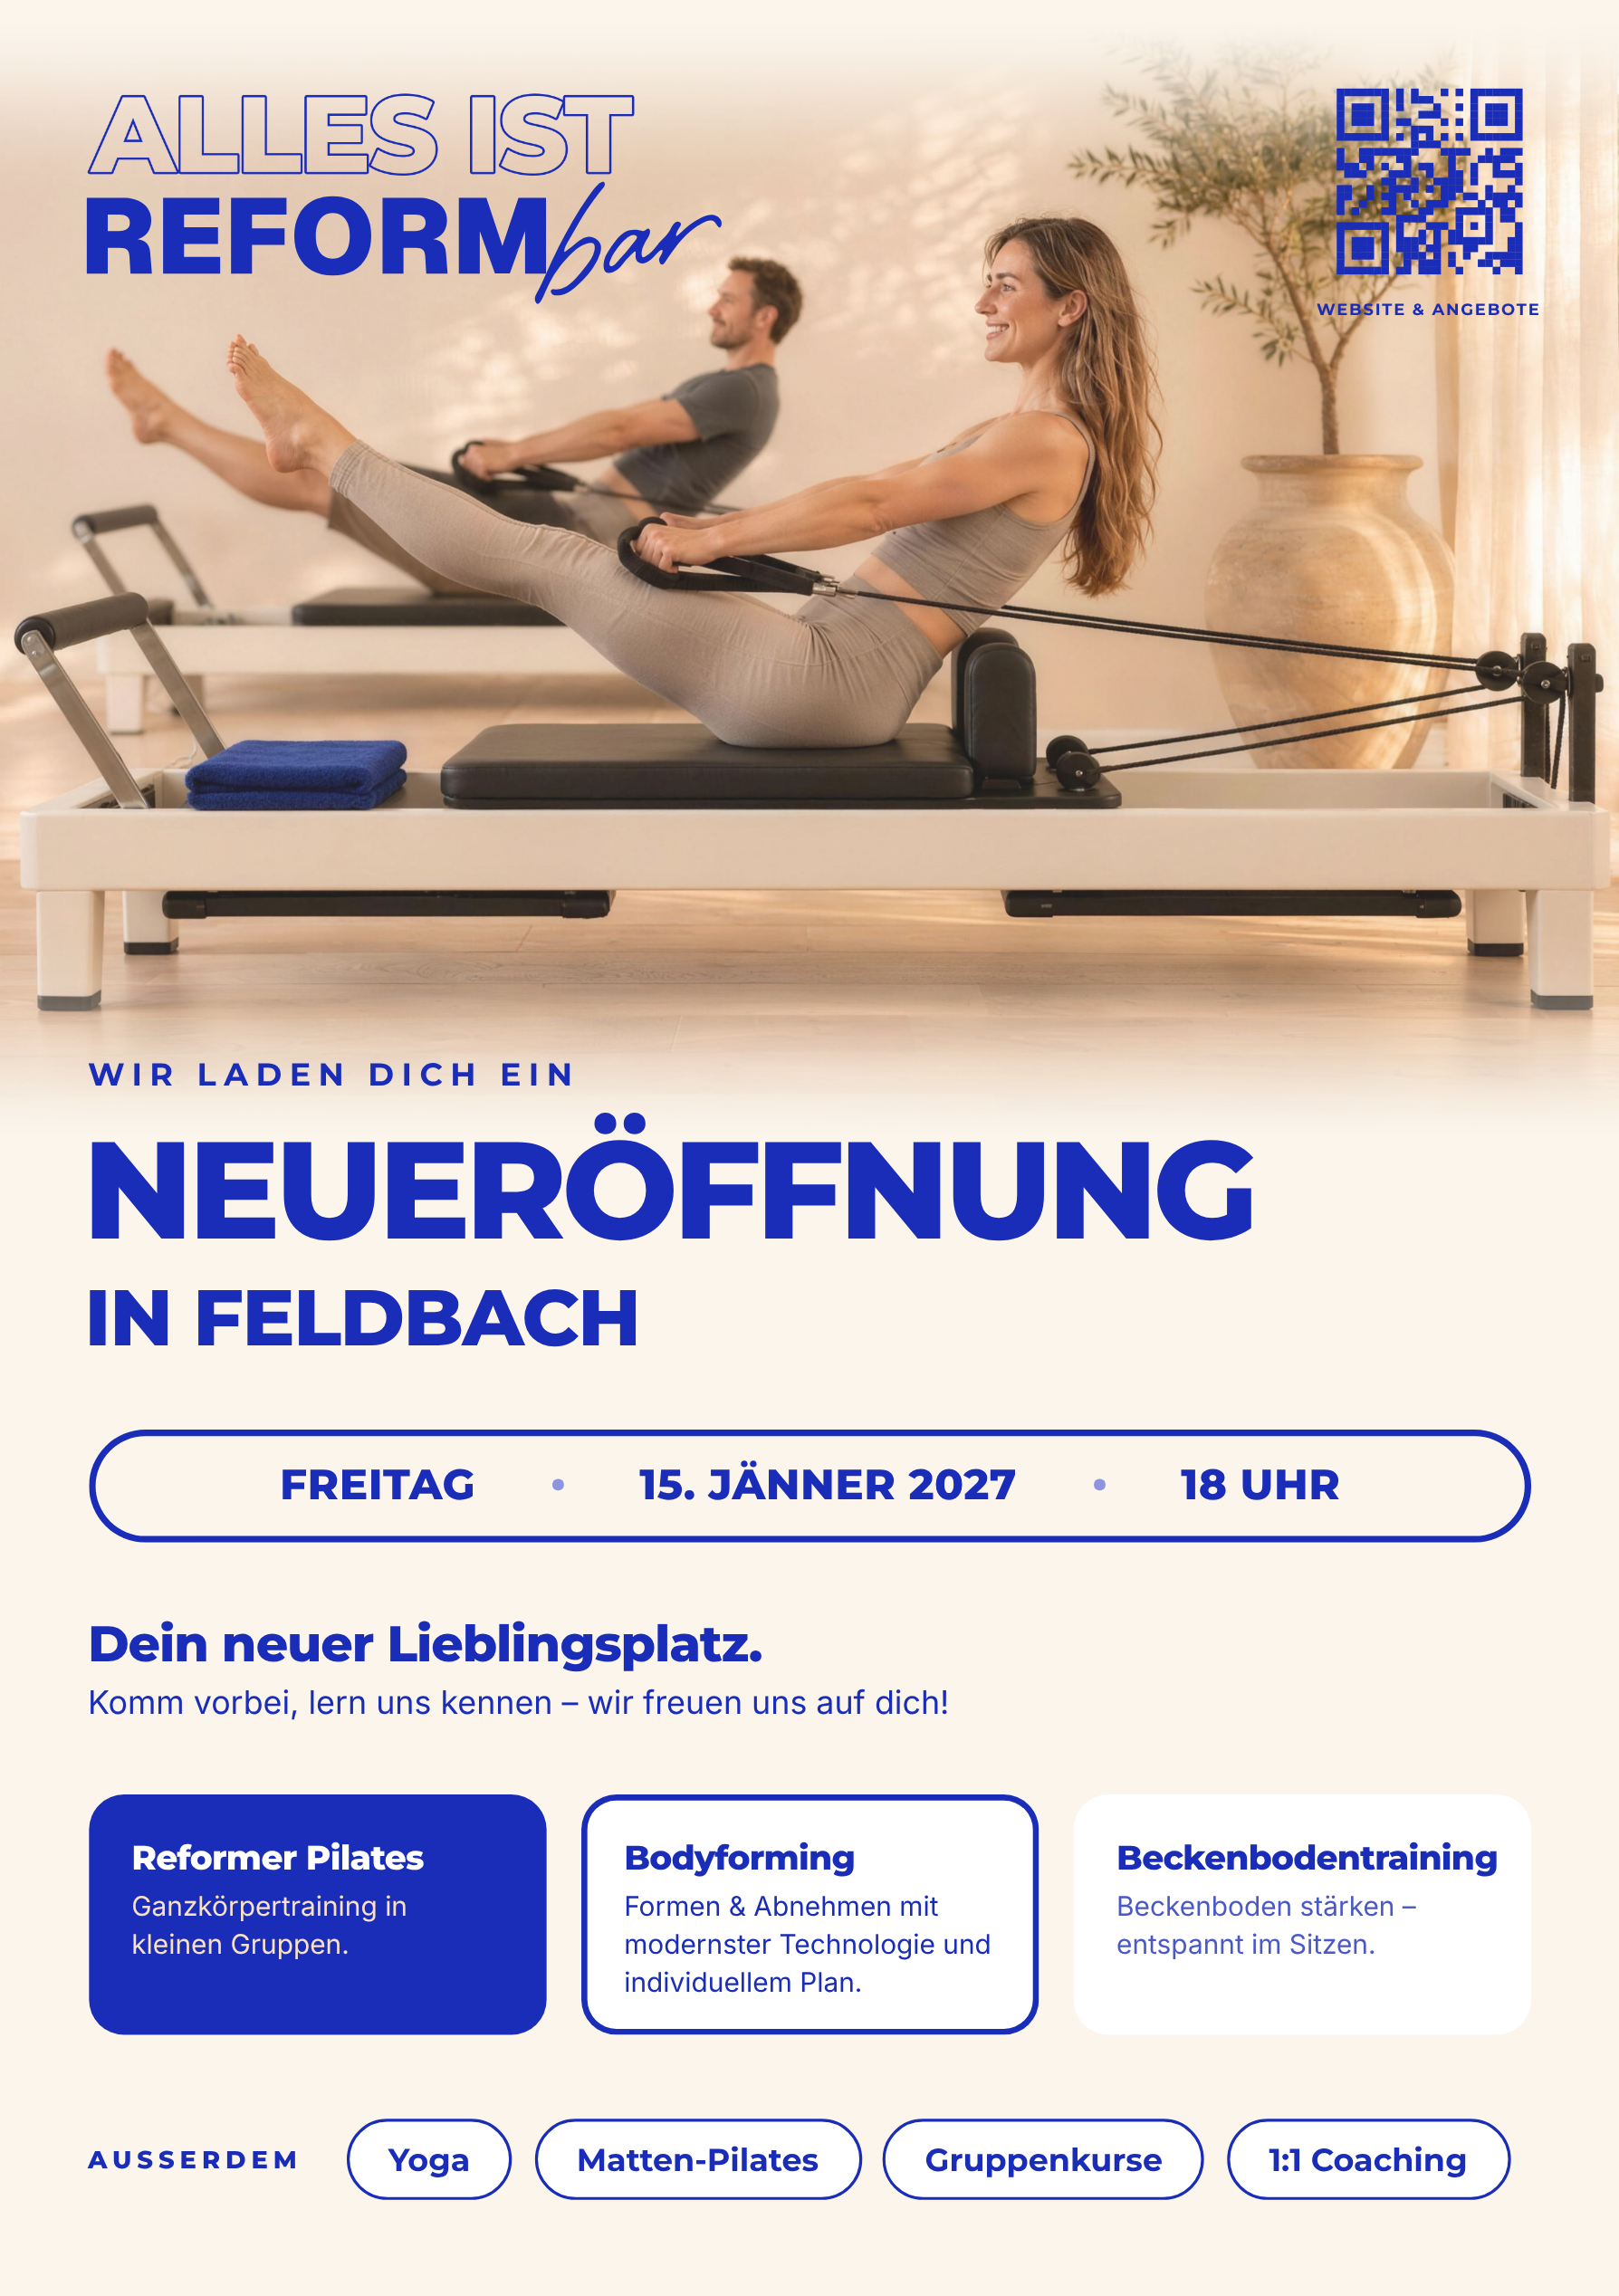 ALLES IST
REFORMbar
WEBSITE & ANGEBOTE
WIR LADEN DICH EIN
NEUERÖFFNUNG
IN FELDBACH
FREITAG • 15. JÄNNER 2027 • 18 UHR
Dein neuer Lieblingsplatz.
Komm vorbei, lern uns kennen – wir freuen uns auf dich!
Reformer Pilates
Ganzkörpertraining in
kleinen Gruppen.
Bodyforming
Formen & Abnehmen mit
modernster Technologie und
individuellem Plan.
Beckenbodentraining
Beckenboden stärken –
entspannt im Sitzen.
AUSSERDEM
Yoga
Matten-Pilates
Gruppenkurse
1:1 Coaching